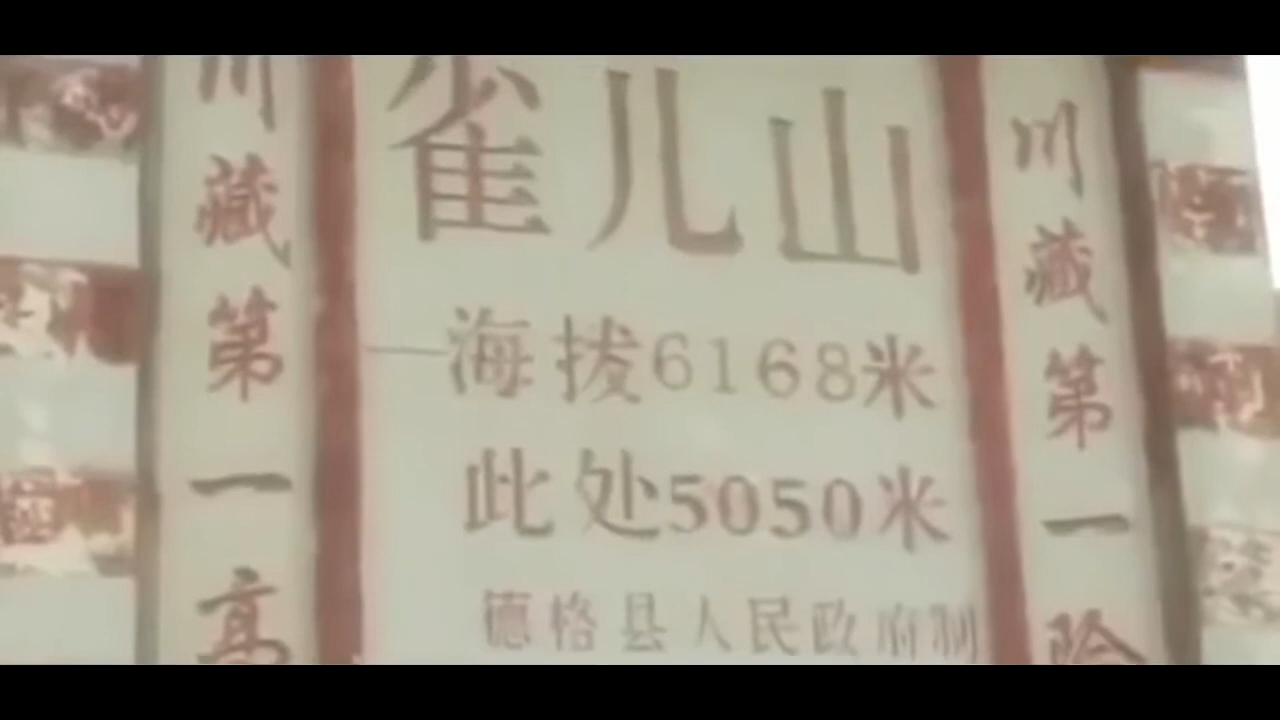 川藏第一高
雀儿山
一海拔6168米
此处5050米
德格县人民政府制
川藏第一险